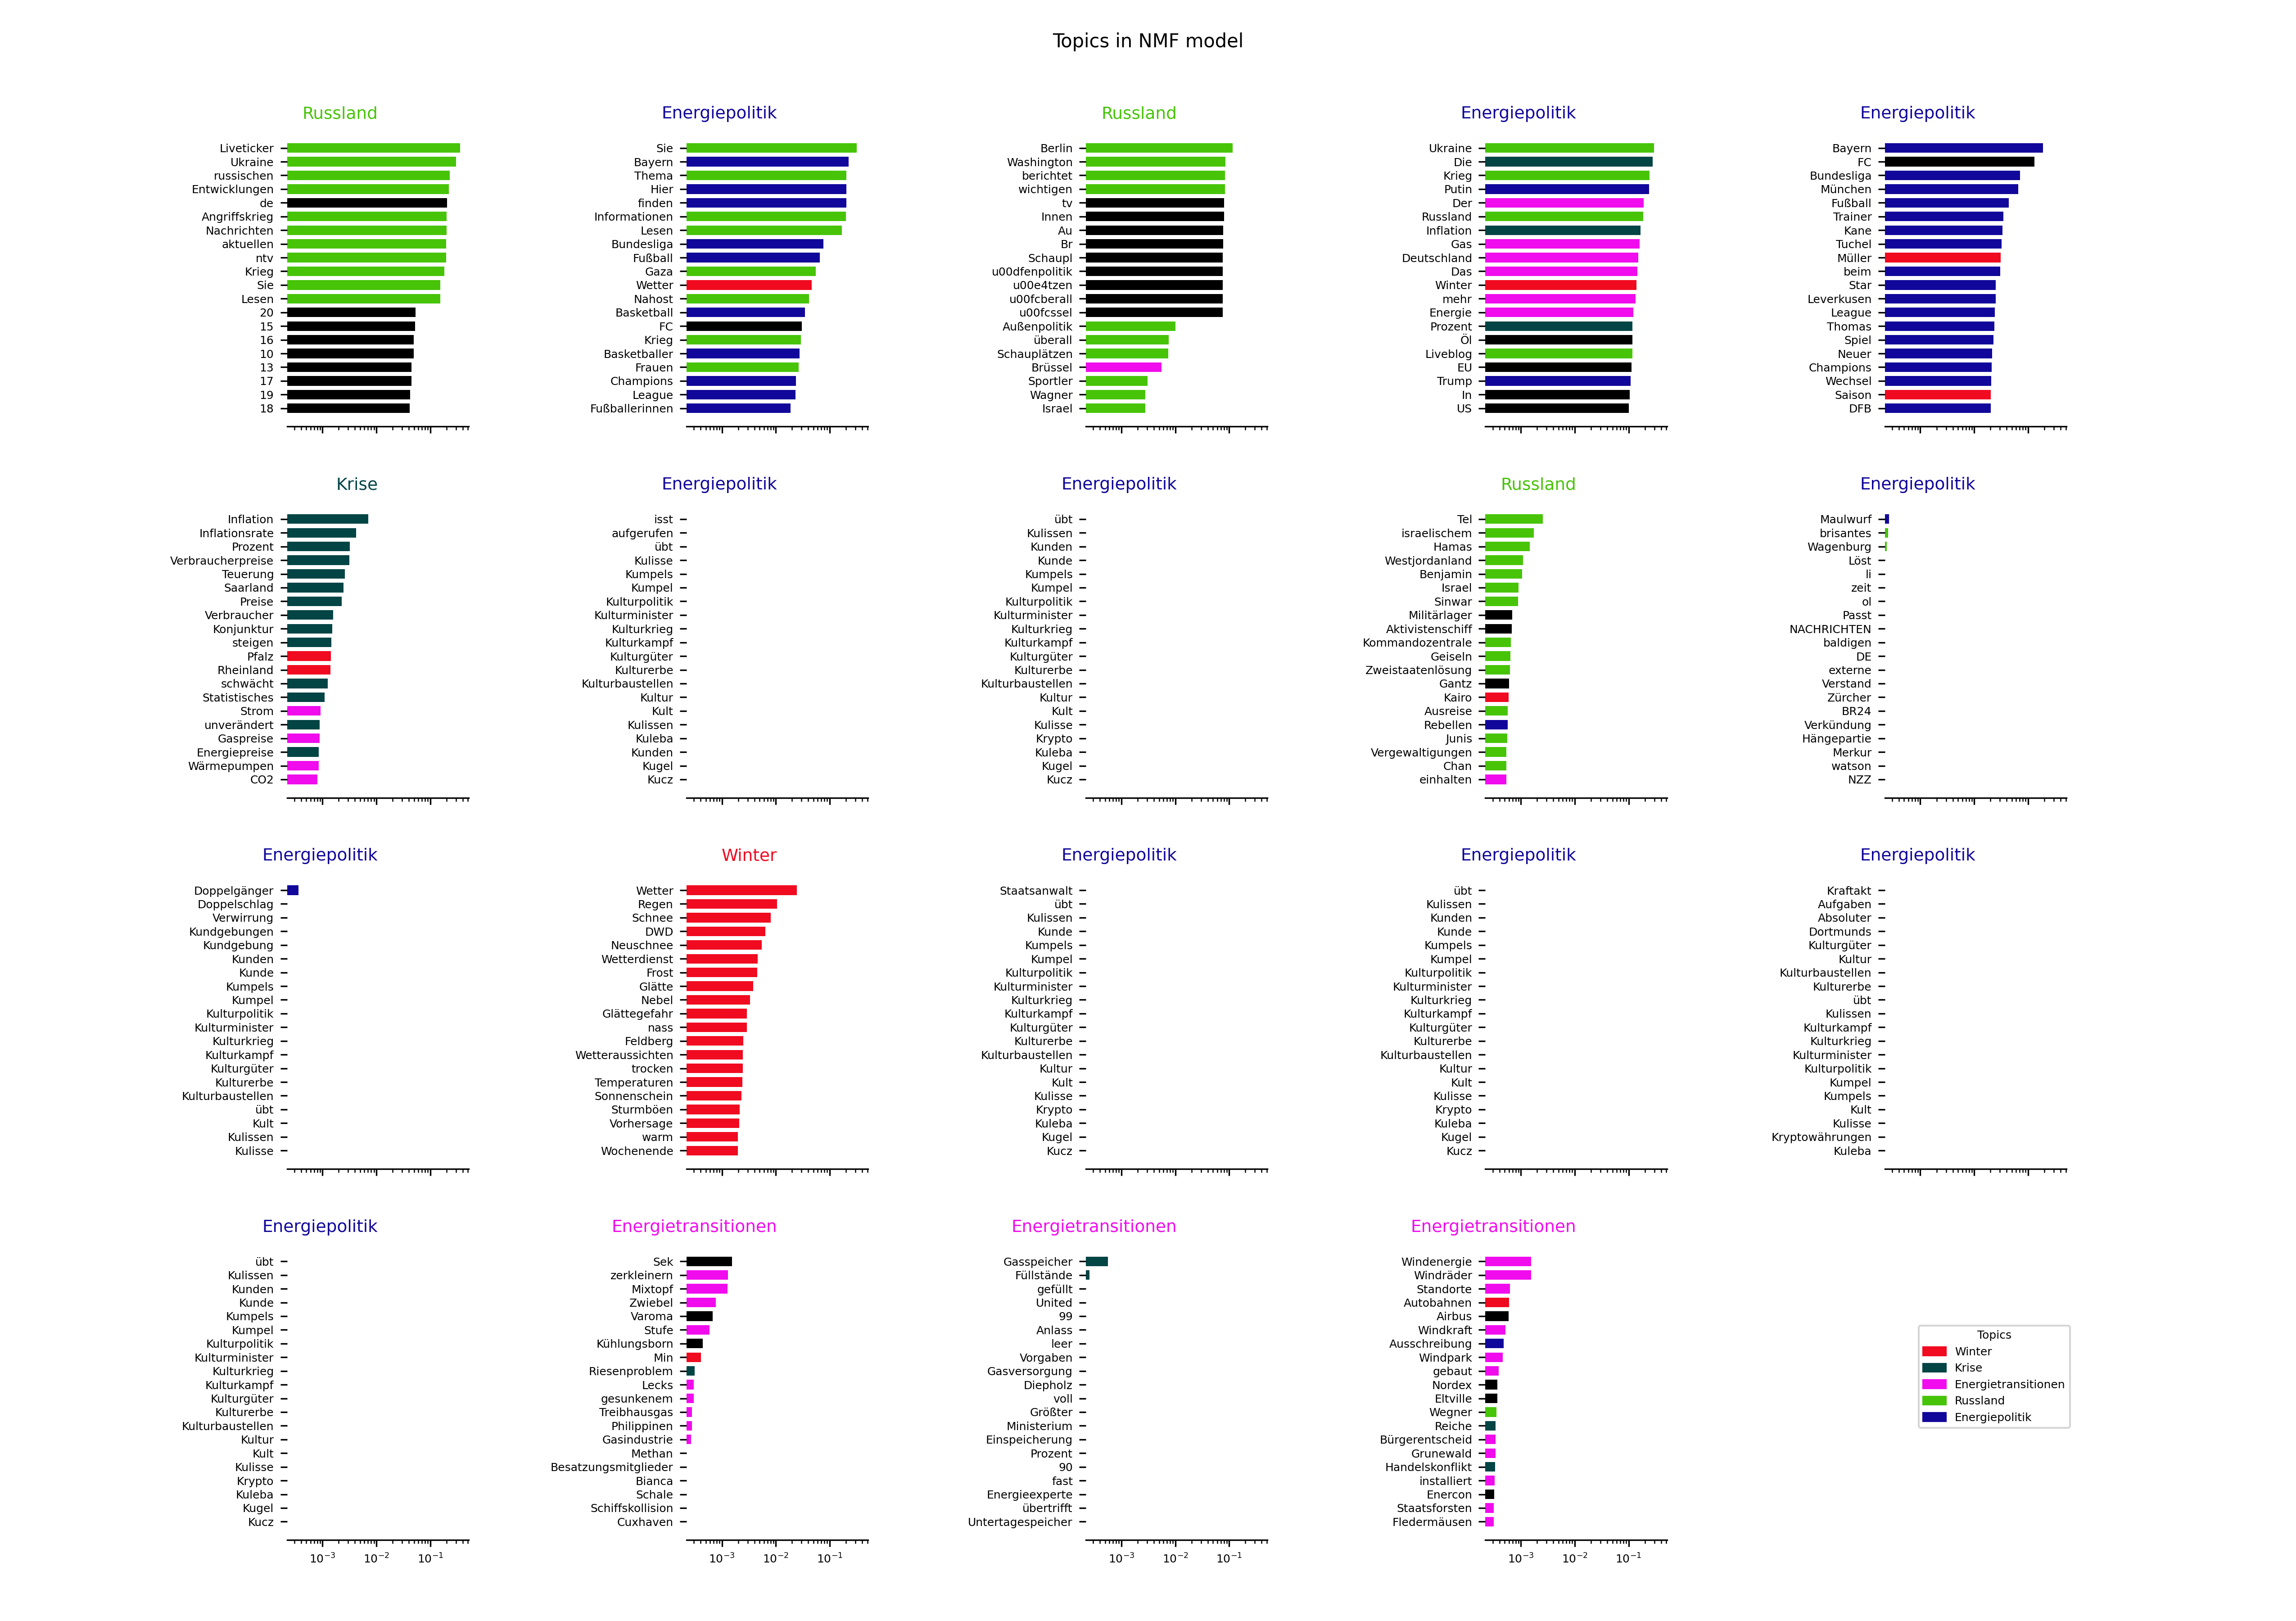 Topics in NMF model
Russland
Liveticker
Ukraine
russischen
Entwicklungen
de
Angriffskrieg
Nachrichten
aktuellen
ntv
Krieg
Sie
Lesen
20
15
16
10
13
17
19
18
Energiepolitik
Sie
Bayern
Thema
Hier
finden
Informationen
Lesen
Bundesliga
Fußball
Gaza
Wetter
Nahost
Basketball
FC
Krieg
Basketballer
Frauen
Champions
League
Fußballerinnen
Russland
Berlin
Washington
berichtet
wichtigen
tv
Innen
Au
Br
Schaupl
u00dfenpolitik
u00e4tzen
u00fcberall
u00fcssel
Außenpolitik
überall
Schauplätzen
Brüssel
Sportler
Wagner
Israel
Energiepolitik
Ukraine
Die
Krieg
Putin
Der
Russland
Inflation
Gas
Deutschland
Das
Winter
mehr
Energie
Prozent
Öl
Liveblog
EU
Trump
In
US
Energiepolitik
Bayern
FC
Bundesliga
München
Fußball
Trainer
Kane
Tuchel
Müller
beim
Star
Leverkusen
League
Thomas
Spiel
Neuer
Champions
Wechsel
Saison
DFB
Krise
Inflation
Inflationsrate
Prozent
Verbraucherpreise
Teuerung
Saarland
Preise
Verbraucher
Konjunktur
steigen
Pfalz
Rheinland
schwächt
Statistisches
Strom
unverändert
Gaspreise
Energiepreise
Wärmepumpen
CO2
Energiepolitik
isst
aufgerufen
übt
Kulisse
Kumpels
Kumpel
Kulturpolitik
Kulturminister
Kulturkrieg
Kulturkampf
Kulturgüter
Kulturerbe
Kulturbaustellen
Kultur
Kult
Kulissen
Kuleba
Kunden
Kugel
Kucz
Energiepolitik
übt
Kulissen
Kunden
Kunde
Kumpels
Kumpel
Kulturpolitik
Kulturminister
Kulturkrieg
Kulturkampf
Kulturgüter
Kulturerbe
Kulturbaustellen
Kultur
Kult
Kulisse
Krypto
Kuleba
Kugel
Kucz
Russland
Tel
israelischem
Hamas
Westjordanland
Benjamin
Israel
Sinwar
Militärlager
Aktivistenschiff
Kommandozentrale
Geiseln
Zweistaatenlösung
Gantz
Kairo
Ausreise
Rebellen
Junis
Vergewaltigungen
Chan
einhalten
Energiepolitik
Maulwurf
brisantes
Wagenburg
Löst
li
zeit
ol
Passt
NACHRICHTEN
baldigen
DE
externe
Verstand
Zürcher
BR24
Verkündung
Hängepartie
Merkur
watson
NZZ
Energiepolitik
Doppelgänger
Doppelschlag
Verwirrung
Kundgebungen
Kundgebung
Kunden
Kunde
Kumpels
Kumpel
Kulturpolitik
Kulturminister
Kulturkrieg
Kulturkampf
Kulturgüter
Kulturerbe
Kulturbaustellen
übt
Kult
Kulissen
Kulisse
Winter
Wetter
Regen
Schnee
DWD
Neuschnee
Wetterdienst
Frost
Glätte
Nebel
Glättegefahr
nass
Feldberg
Wetteraussichten
trocken
Temperaturen
Sonnenschein
Sturmböen
Vorhersage
warm
Wochenende
Energiepolitik
Staatsanwalt
übt
Kulissen
Kunde
Kumpels
Kumpel
Kulturpolitik
Kulturminister
Kulturkrieg
Kulturkampf
Kulturgüter
Kulturerbe
Kulturbaustellen
Kultur
Kult
Kulisse
Krypto
Kuleba
Kugel
Kucz
Energiepolitik
übt
Kulissen
Kunden
Kunde
Kumpels
Kumpel
Kulturpolitik
Kulturminister
Kulturkrieg
Kulturkampf
Kulturgüter
Kulturerbe
Kulturbaustellen
Kultur
Kult
Kulisse
Krypto
Kuleba
Kugel
Kucz
Energiepolitik
Kraftakt
Aufgaben
Absoluter
Dortmunds
Kulturgüter
Kultur
Kulturbaustellen
Kulturerbe
übt
Kulissen
Kulturkampf
Kulturkrieg
Kulturminister
Kulturpolitik
Kumpel
Kumpels
Kult
Kulisse
Kryptowährungen
Kuleba
Energiepolitik
übt
Kulissen
Kunden
Kunde
Kumpels
Kumpel
Kulturpolitik
Kulturminister
Kulturkrieg
Kulturkampf
Kulturgüter
Kulturerbe
Kulturbaustellen
Kultur
Kult
Kulisse
Krypto
Kuleba
Kugel
Kucz
10⁻³ 10⁻² 10⁻¹
Energietransitionen
Sek
zerkleinern
Mixtopf
Zwiebel
Varoma
Stufe
Kühlungsborn
Min
Riesenproblem
Lecks
gesunkenem
Treibhausgas
Philippinen
Gasindustrie
Methan
Besatzungsmitglieder
Bianca
Schale
Schiffskollision
Cuxhaven
10⁻³ 10⁻² 10⁻¹
Energietransitionen
Gasspeicher
Füllstände
gefüllt
United
99
Anlass
leer
Vorgaben
Gasversorgung
Diepholz
voll
Größter
Ministerium
Einspeicherung
Prozent
90
fast
Energieexperte
übertrifft
Untertagespeicher
10⁻³ 10⁻² 10⁻¹
Energietransitionen
Windenergie
Windräder
Standorte
Autobahnen
Airbus
Windkraft
Ausschreibung
Windpark
gebaut
Nordex
Eltville
Wegner
Reiche
Bürgerentscheid
Grunewald
Handelskonflikt
installiert
Enercon
Staatsforsten
Fledermäusen
10⁻³ 10⁻² 10⁻¹
Topics
Winter
Krise
Energietransitionen
Russland
Energiepolitik